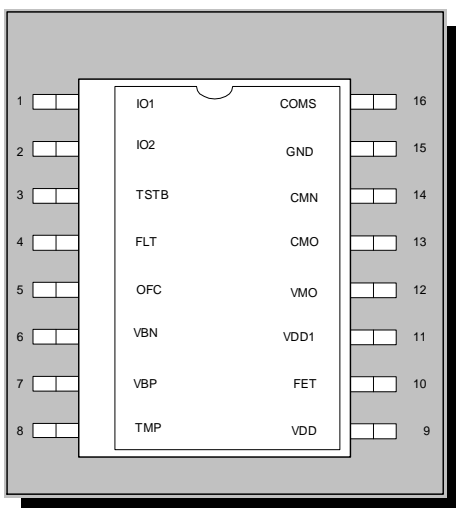 1 IO1 COMS 16
2 IO2 GND 15
3 TSTB CMN 14
4 FLT CMO 13
5 OFC VMO 12
6 VBN VDD1 11
7 VBP FET 10
8 TMP VDD 9